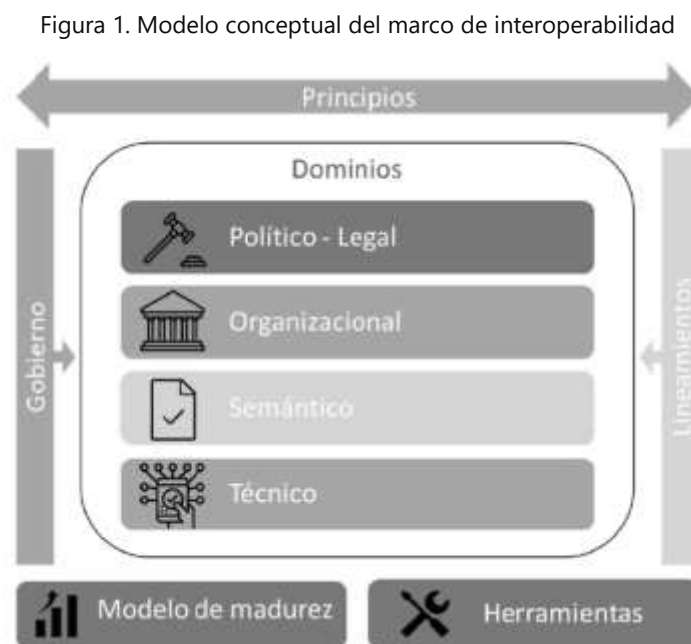 Figura 1. Modelo conceptual del marco de interoperabilidad
Principios
Dominios
Político - Legal
Organizacional
Semántico
Técnico
Gobierno
Lineamientos
Modelo de madurez
Herramientas